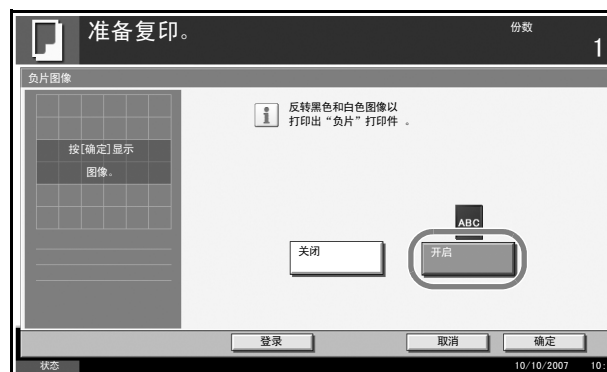 准备复印。
份数
1
负片图像
反转黑色和白色图像以
打印出“负片”打印件 。
按[确定]显示
图像。
ABC
关闭
开启
登录
取消
确定
状态
10/10/2007 10: